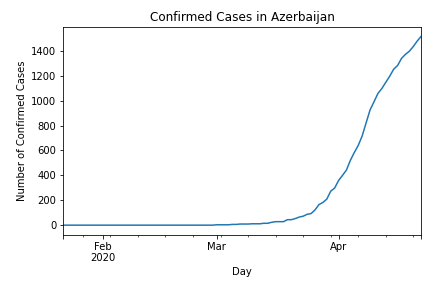 Confirmed Cases in Azerbaijan
Number of Confirmed Cases
1400
1200
1000
800
600
400
200
0
Feb
2020
Mar
Apr
Day